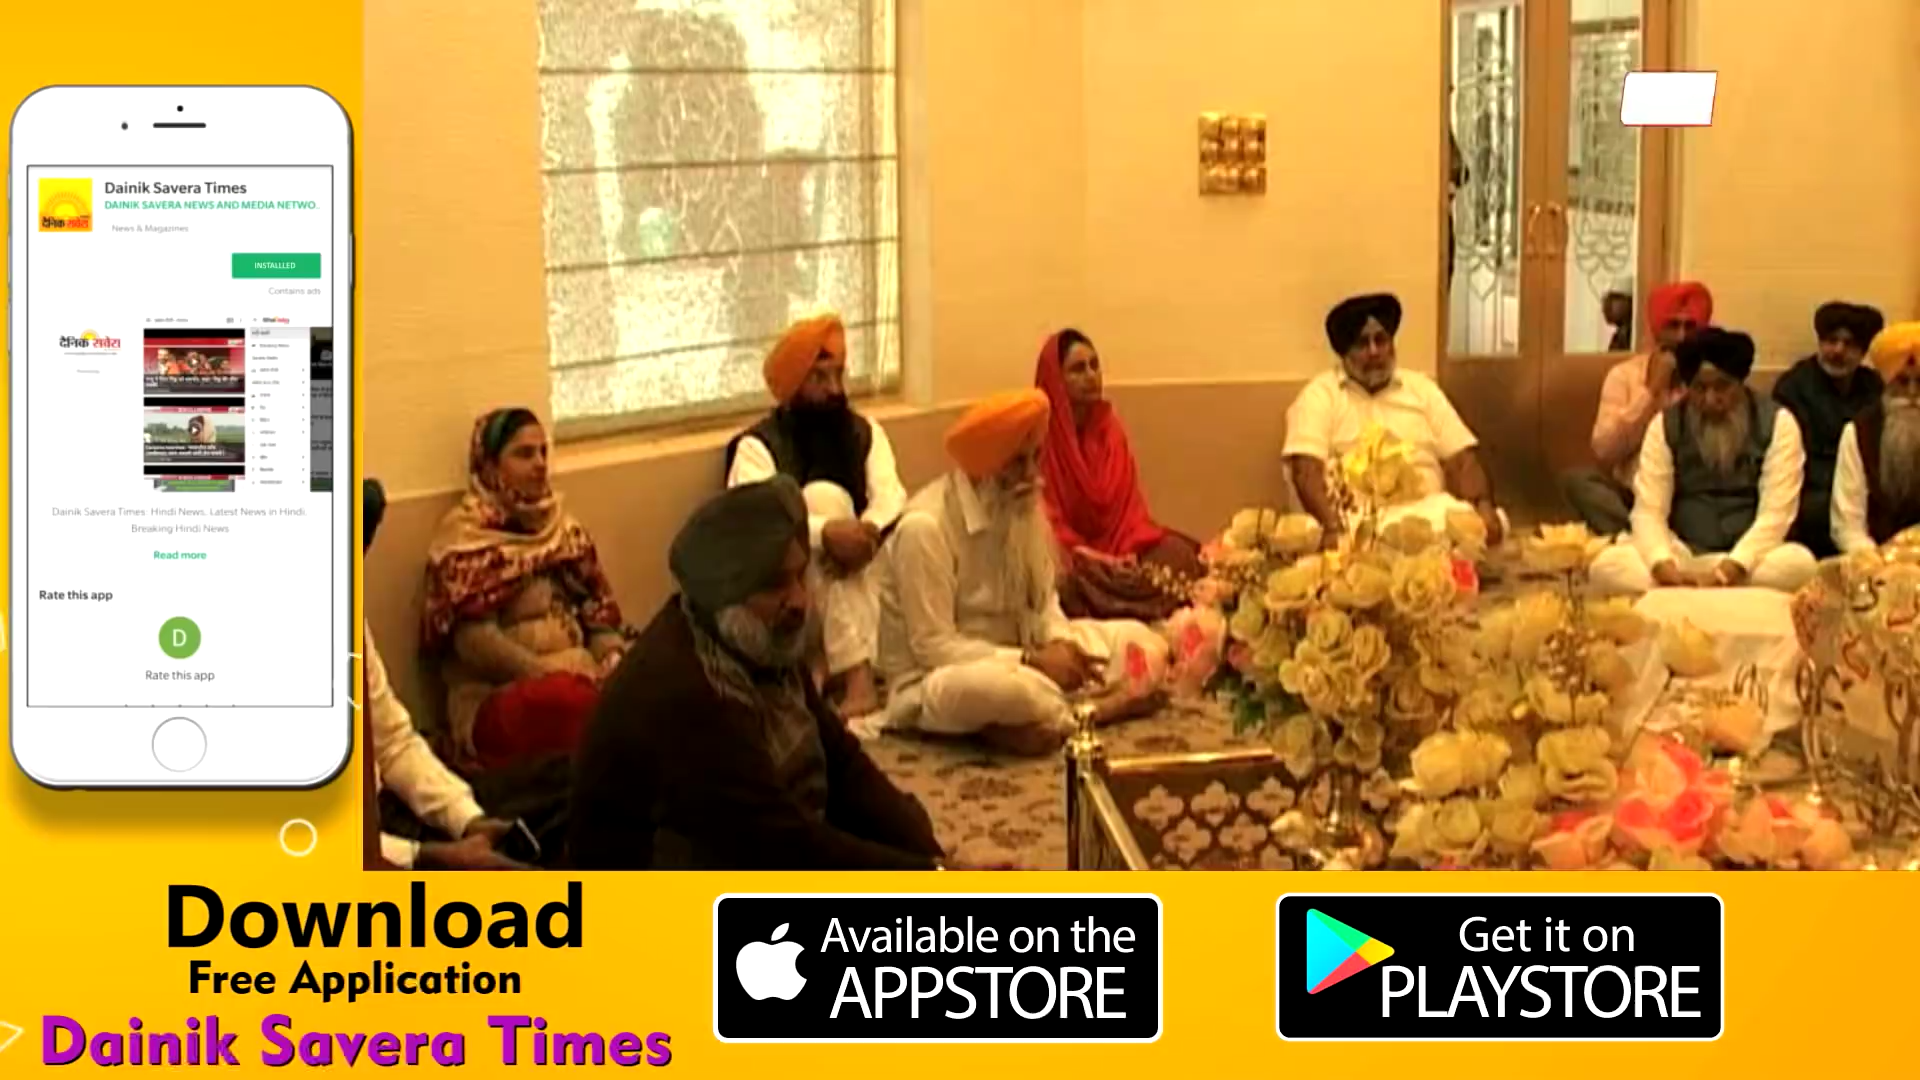 Dainik Savera Times
DAINIK SAVERA NEWS AND MEDIA NETWO..
News & Magazines
दैनिक सवेरा
INSTALLLED
Contains ads
दैनिक सवेरा
Dainik Savera Times: Hindi News, Latest News in Hindi,
Breaking Hindi News
Read more
Rate this app
D
Rate this app
Download
Free Application
Dainik Savera Times
Available on the
APPSTORE
Get it on
PLAYSTORE